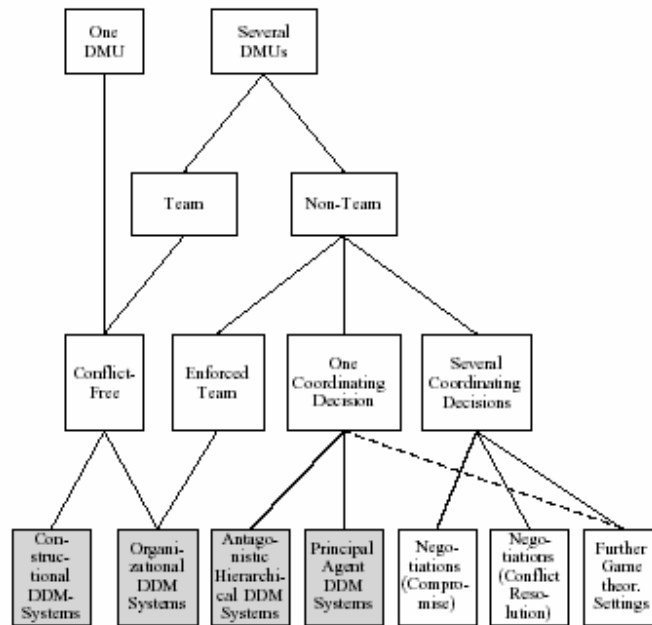 One
DMU
Several
DMUs
Team
Non-Team
Conflict-
Free
Enforced
Team
One
Coordinating
Decision
Several
Coordinating
Decisions
Con-
structional
DDM-
Systems
Organi-
zational
DDM
Systems
Antago-
nistic
Hierarchi-
cal DDM
Systems
Principal
Agent
DDM
Systems
Nego-
tiations
(Compro-
mise)
Nego-
tiations
(Conflict
Reso-
lution)
Further
Game
theor.
Settings